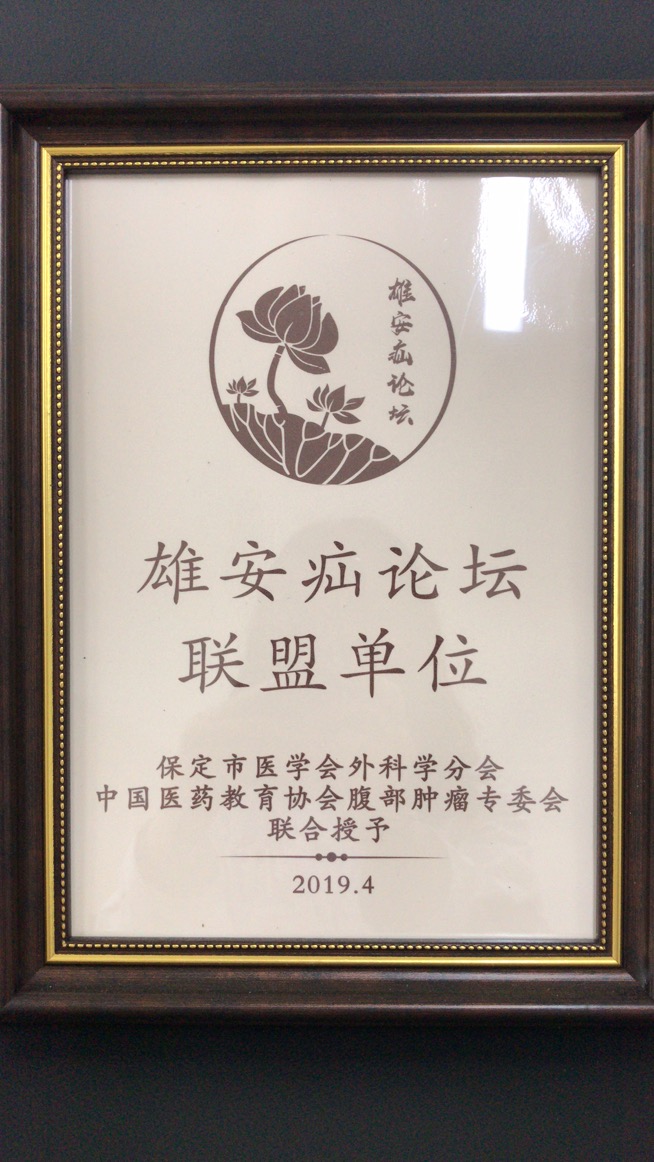 雄安疝论坛
雄安疝论坛
联盟单位
保定市医学会外科学分会
中国医药教育协会腹部肿瘤专委会
联合授予
2019.4